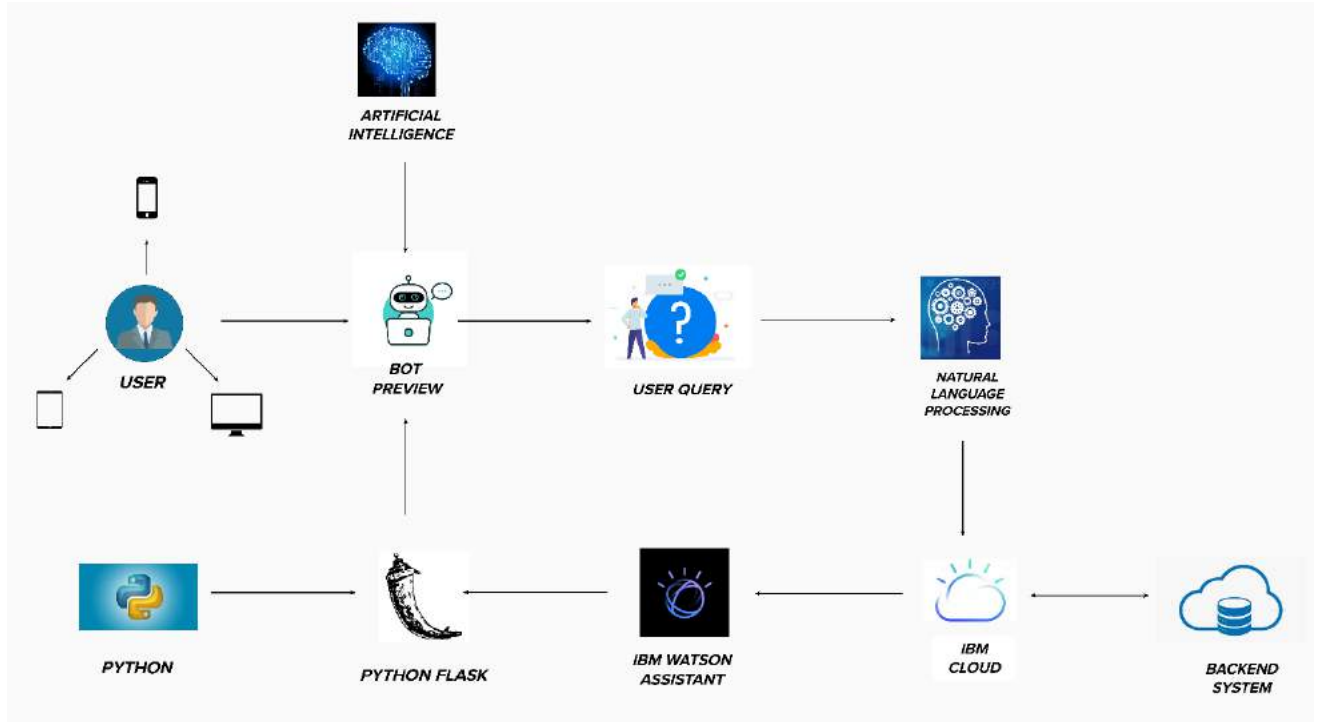 ARTIFICIAL
INTELLIGENCE
USER
BOT
PREVIEW
?
USER QUERY
NATURAL
LANGUAGE
PROCESSING
PYTHON
PYTHON FLASK
IBM WATSON
ASSISTANT
IBM
CLOUD
BACKEND
SYSTEM